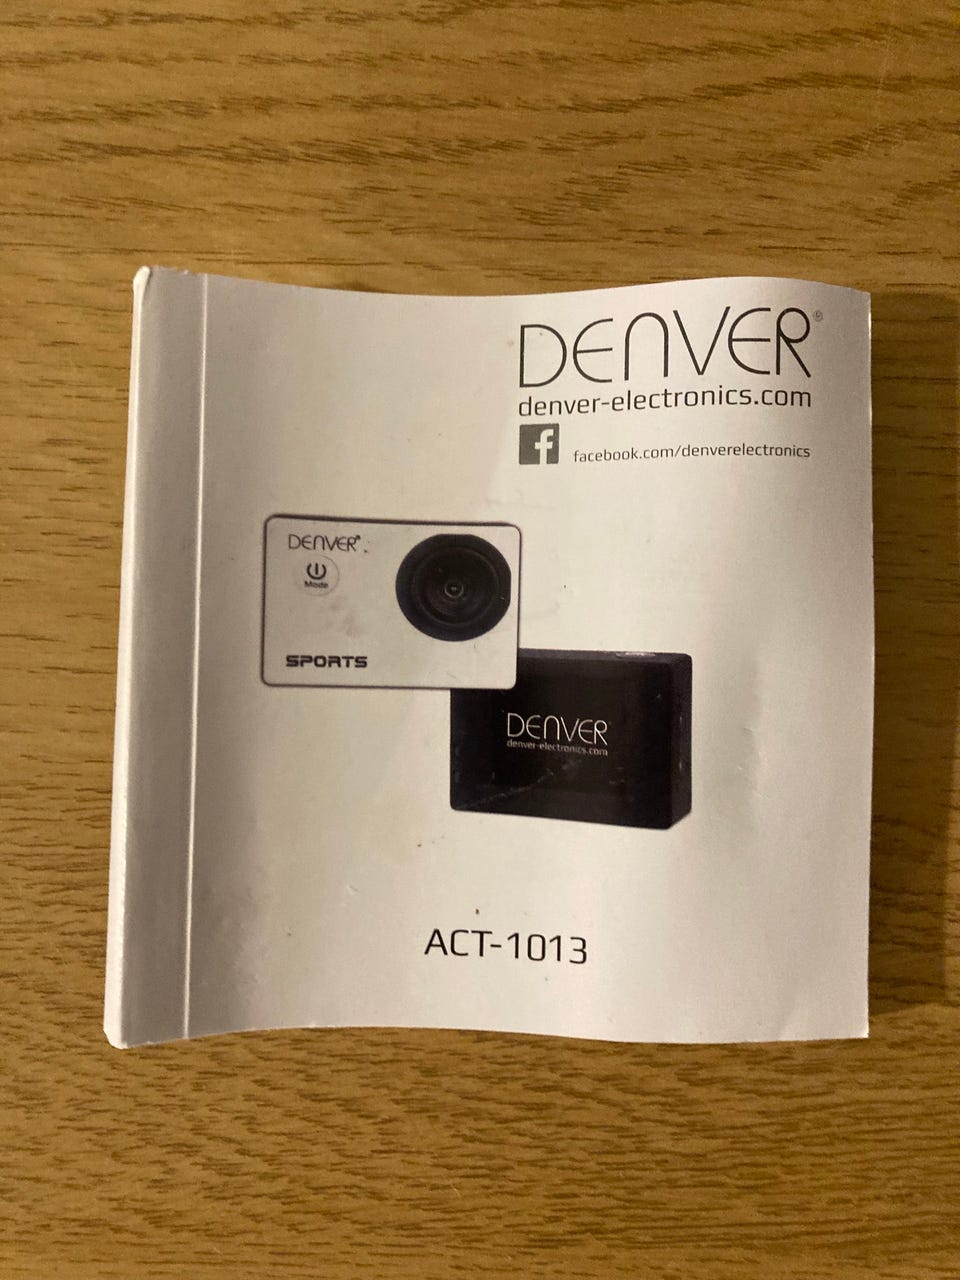 DENVER®
denver-electronics.com
f facebook.com/denverelectronics
DENVER
Mode
SPORTS
DENVER
denver-electronics.com
ACT-1013